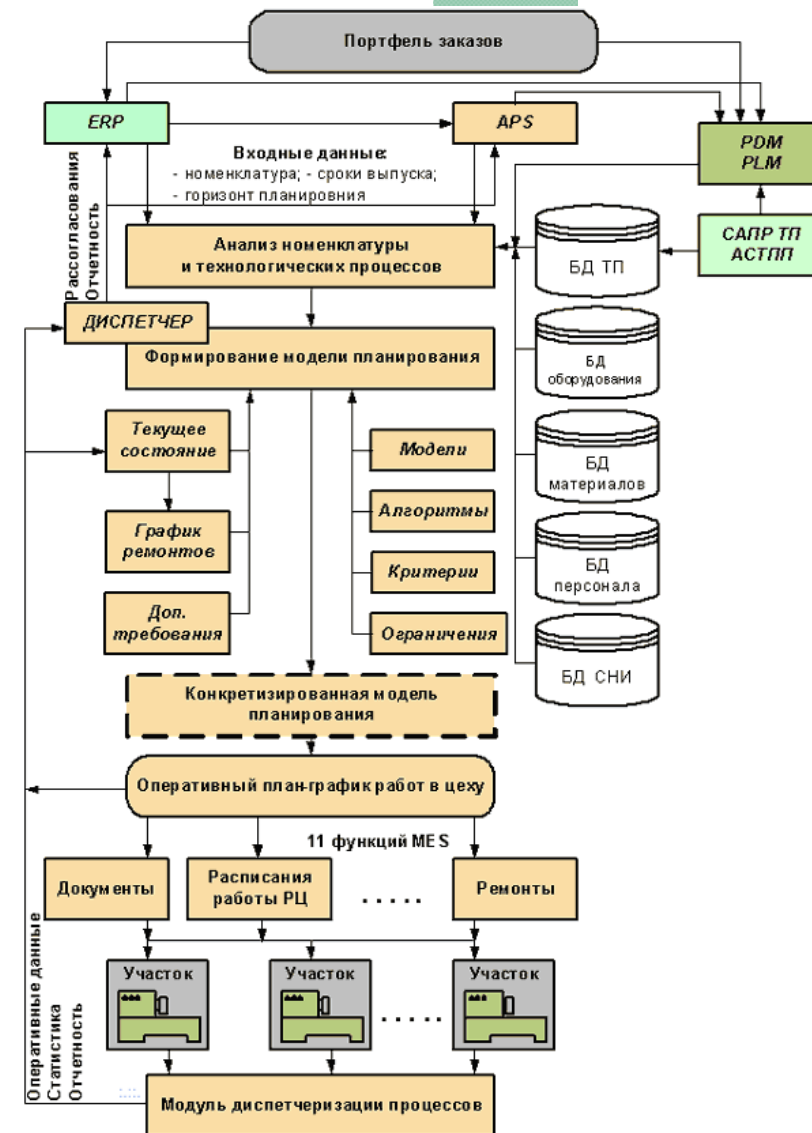 Портфель заказов
ERP
APS
PDM
PLM
Входные данные:
- номенклатура; - сроки выпуска;
- горизонт планировния
Рассогласования
Отчетность
Анализ номенклатуры
и технологических процессов
САПР ТП
АСТПП
БД ТП
ДИСПЕТЧЕР
Формирование модели планирования
БД
оборудования
Текущее
состояние
Модели
БД
материалов
График
ремонтов
Алгоритмы
Критерии
БД
персонала
Доп.
требования
Ограничения
БД СНИ
Конкретизированная модель
планирования
Оперативный план-график работ в цеху
11 функций MES
Документы
Расписания
работы РЦ
.....
Ремонты
Участок
Участок
.....
Участок
Оперативные данные
Статистика
Отчетность
Модуль диспетчеризации процессов